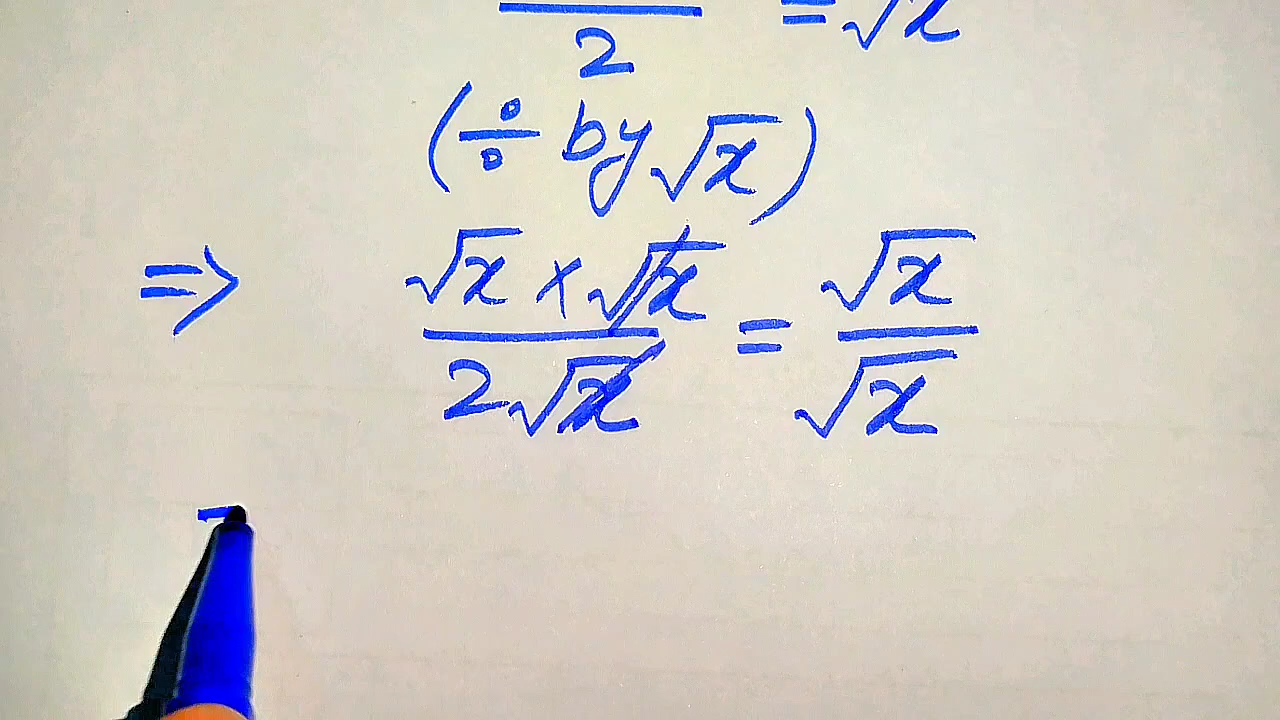 2 = √x
(÷ by √x)
⇒ √x × √x / 2√x = √x / √x